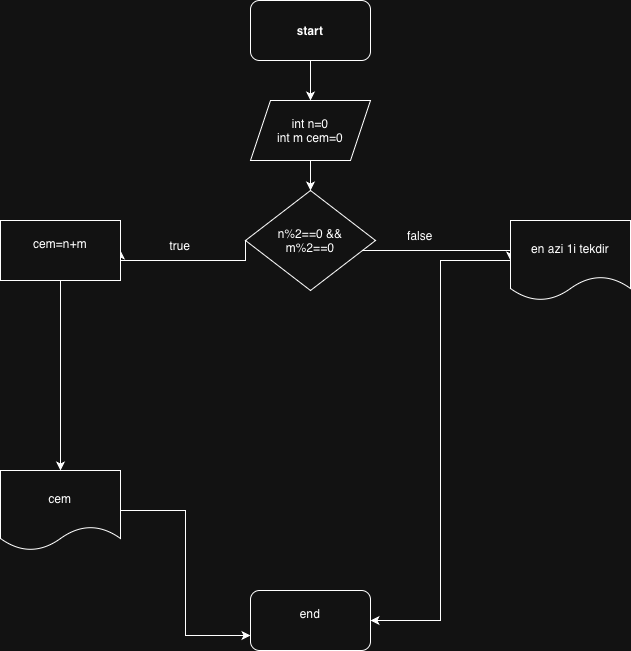 start
int n=0
int m cem=0
n%2==0 &&
m%2==0
true
false
cem=n+m
en azi 1i tekdir
cem
end